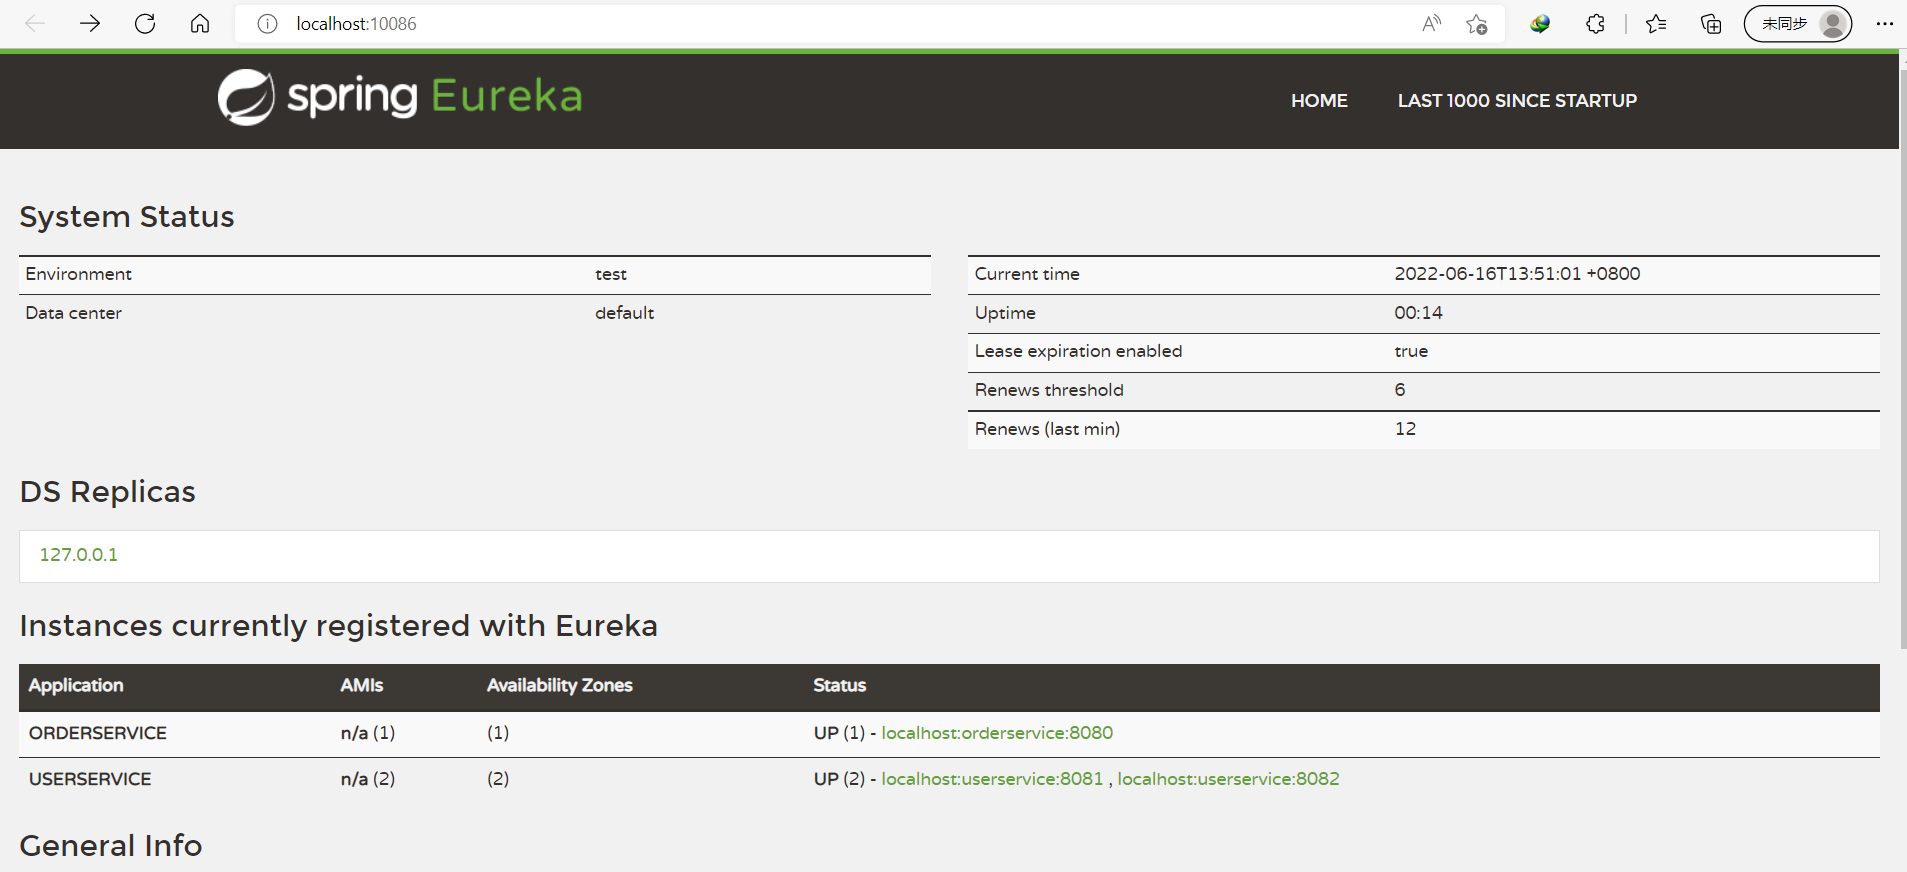 localhost:10086
未同步
spring Eureka
HOME LAST 1000 SINCE STARTUP
System Status
Environment test
Data center default
Current time 2022-06-16T13:51:01 +0800
Uptime 00:14
Lease expiration enabled true
Renews threshold 6
Renews (last min) 12
DS Replicas
127.0.0.1
Instances currently registered with Eureka
Application AMIs Availability Zones Status
ORDERSERVICE n/a (1) (1) UP (1) - localhost:orderservice:8080
USERSERVICE n/a (2) (2) UP (2) - localhost:userservice:8081 , localhost:userservice:8082
General Info